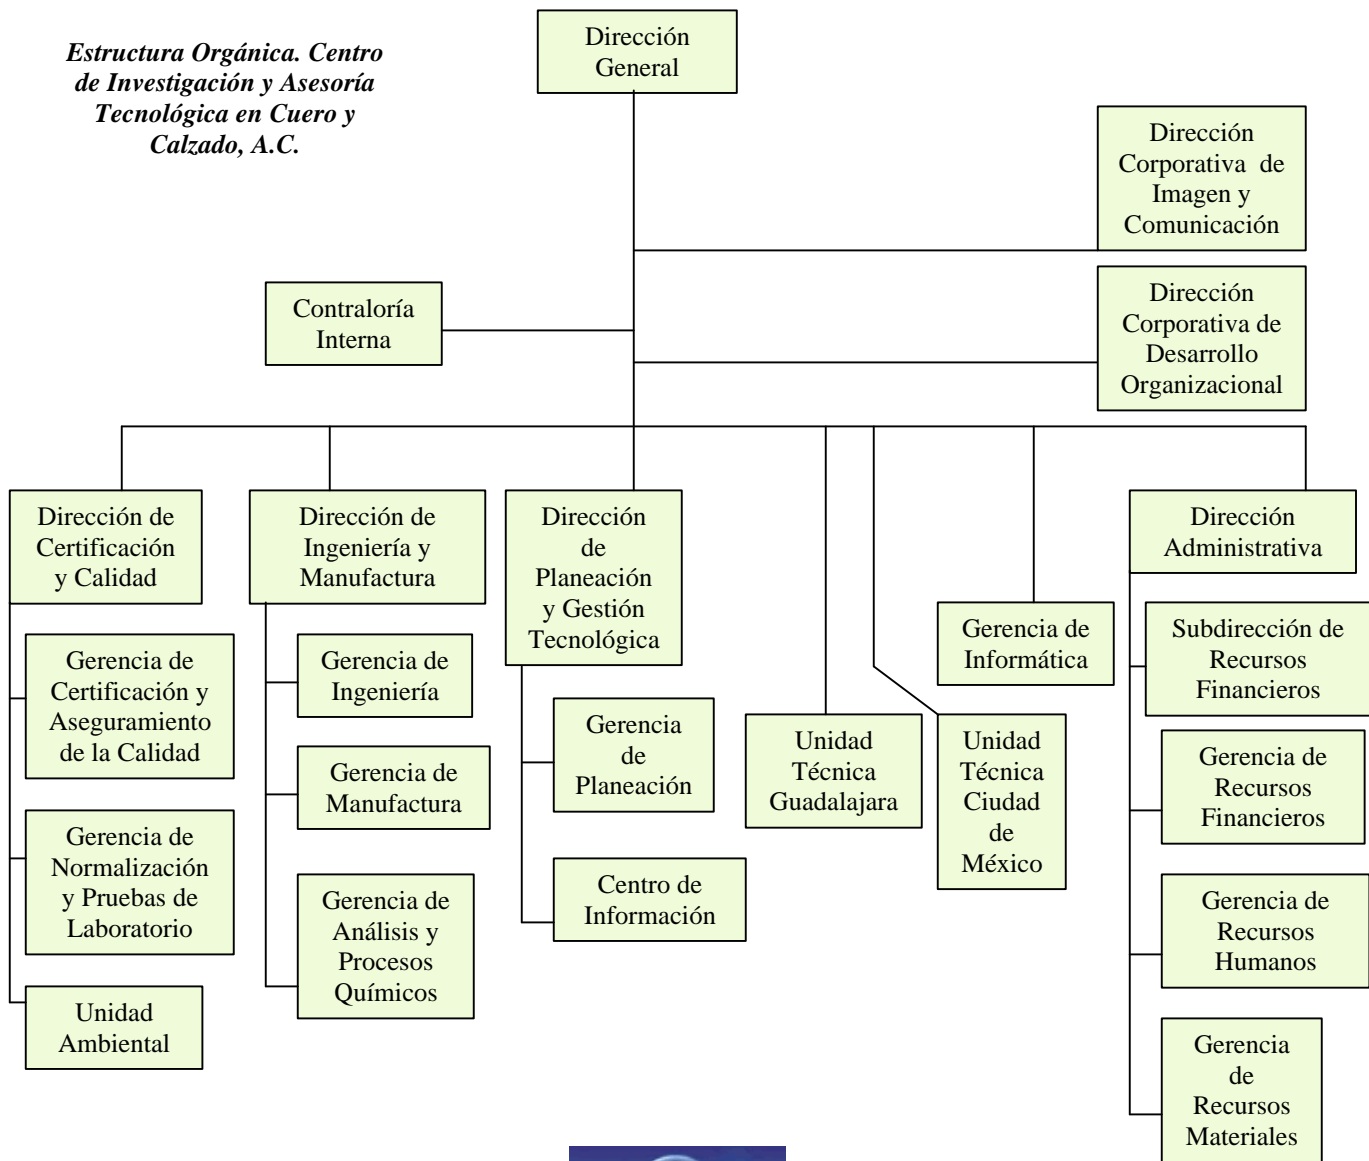 Estructura Orgánica. Centro
de Investigación y Asesoría
Tecnológica en Cuero y
Calzado, A.C.
Dirección
General
Dirección
Corporativa de
Imagen y
Comunicación
Contraloría
Interna
Dirección
Corporativa de
Desarrollo
Organizacional
Dirección de
Certificación
y Calidad
Gerencia de
Certificación y
Aseguramiento
de la Calidad
Gerencia de
Normalización
y Pruebas de
Laboratorio
Unidad
Ambiental
Dirección de
Ingeniería y
Manufactura
Gerencia de
Ingeniería
Gerencia de
Manufactura
Gerencia de
Análisis y
Procesos
Químicos
Dirección
de
Planeación
y Gestión
Tecnológica
Gerencia
de
Planeación
Centro de
Información
Unidad
Técnica
Guadalajara
Unidad
Técnica
Ciudad
de
México
Gerencia de
Informática
Dirección
Administrativa
Subdirección de
Recursos
Financieros
Gerencia de
Recursos
Financieros
Gerencia de
Recursos
Humanos
Gerencia
de
Recursos
Materiales